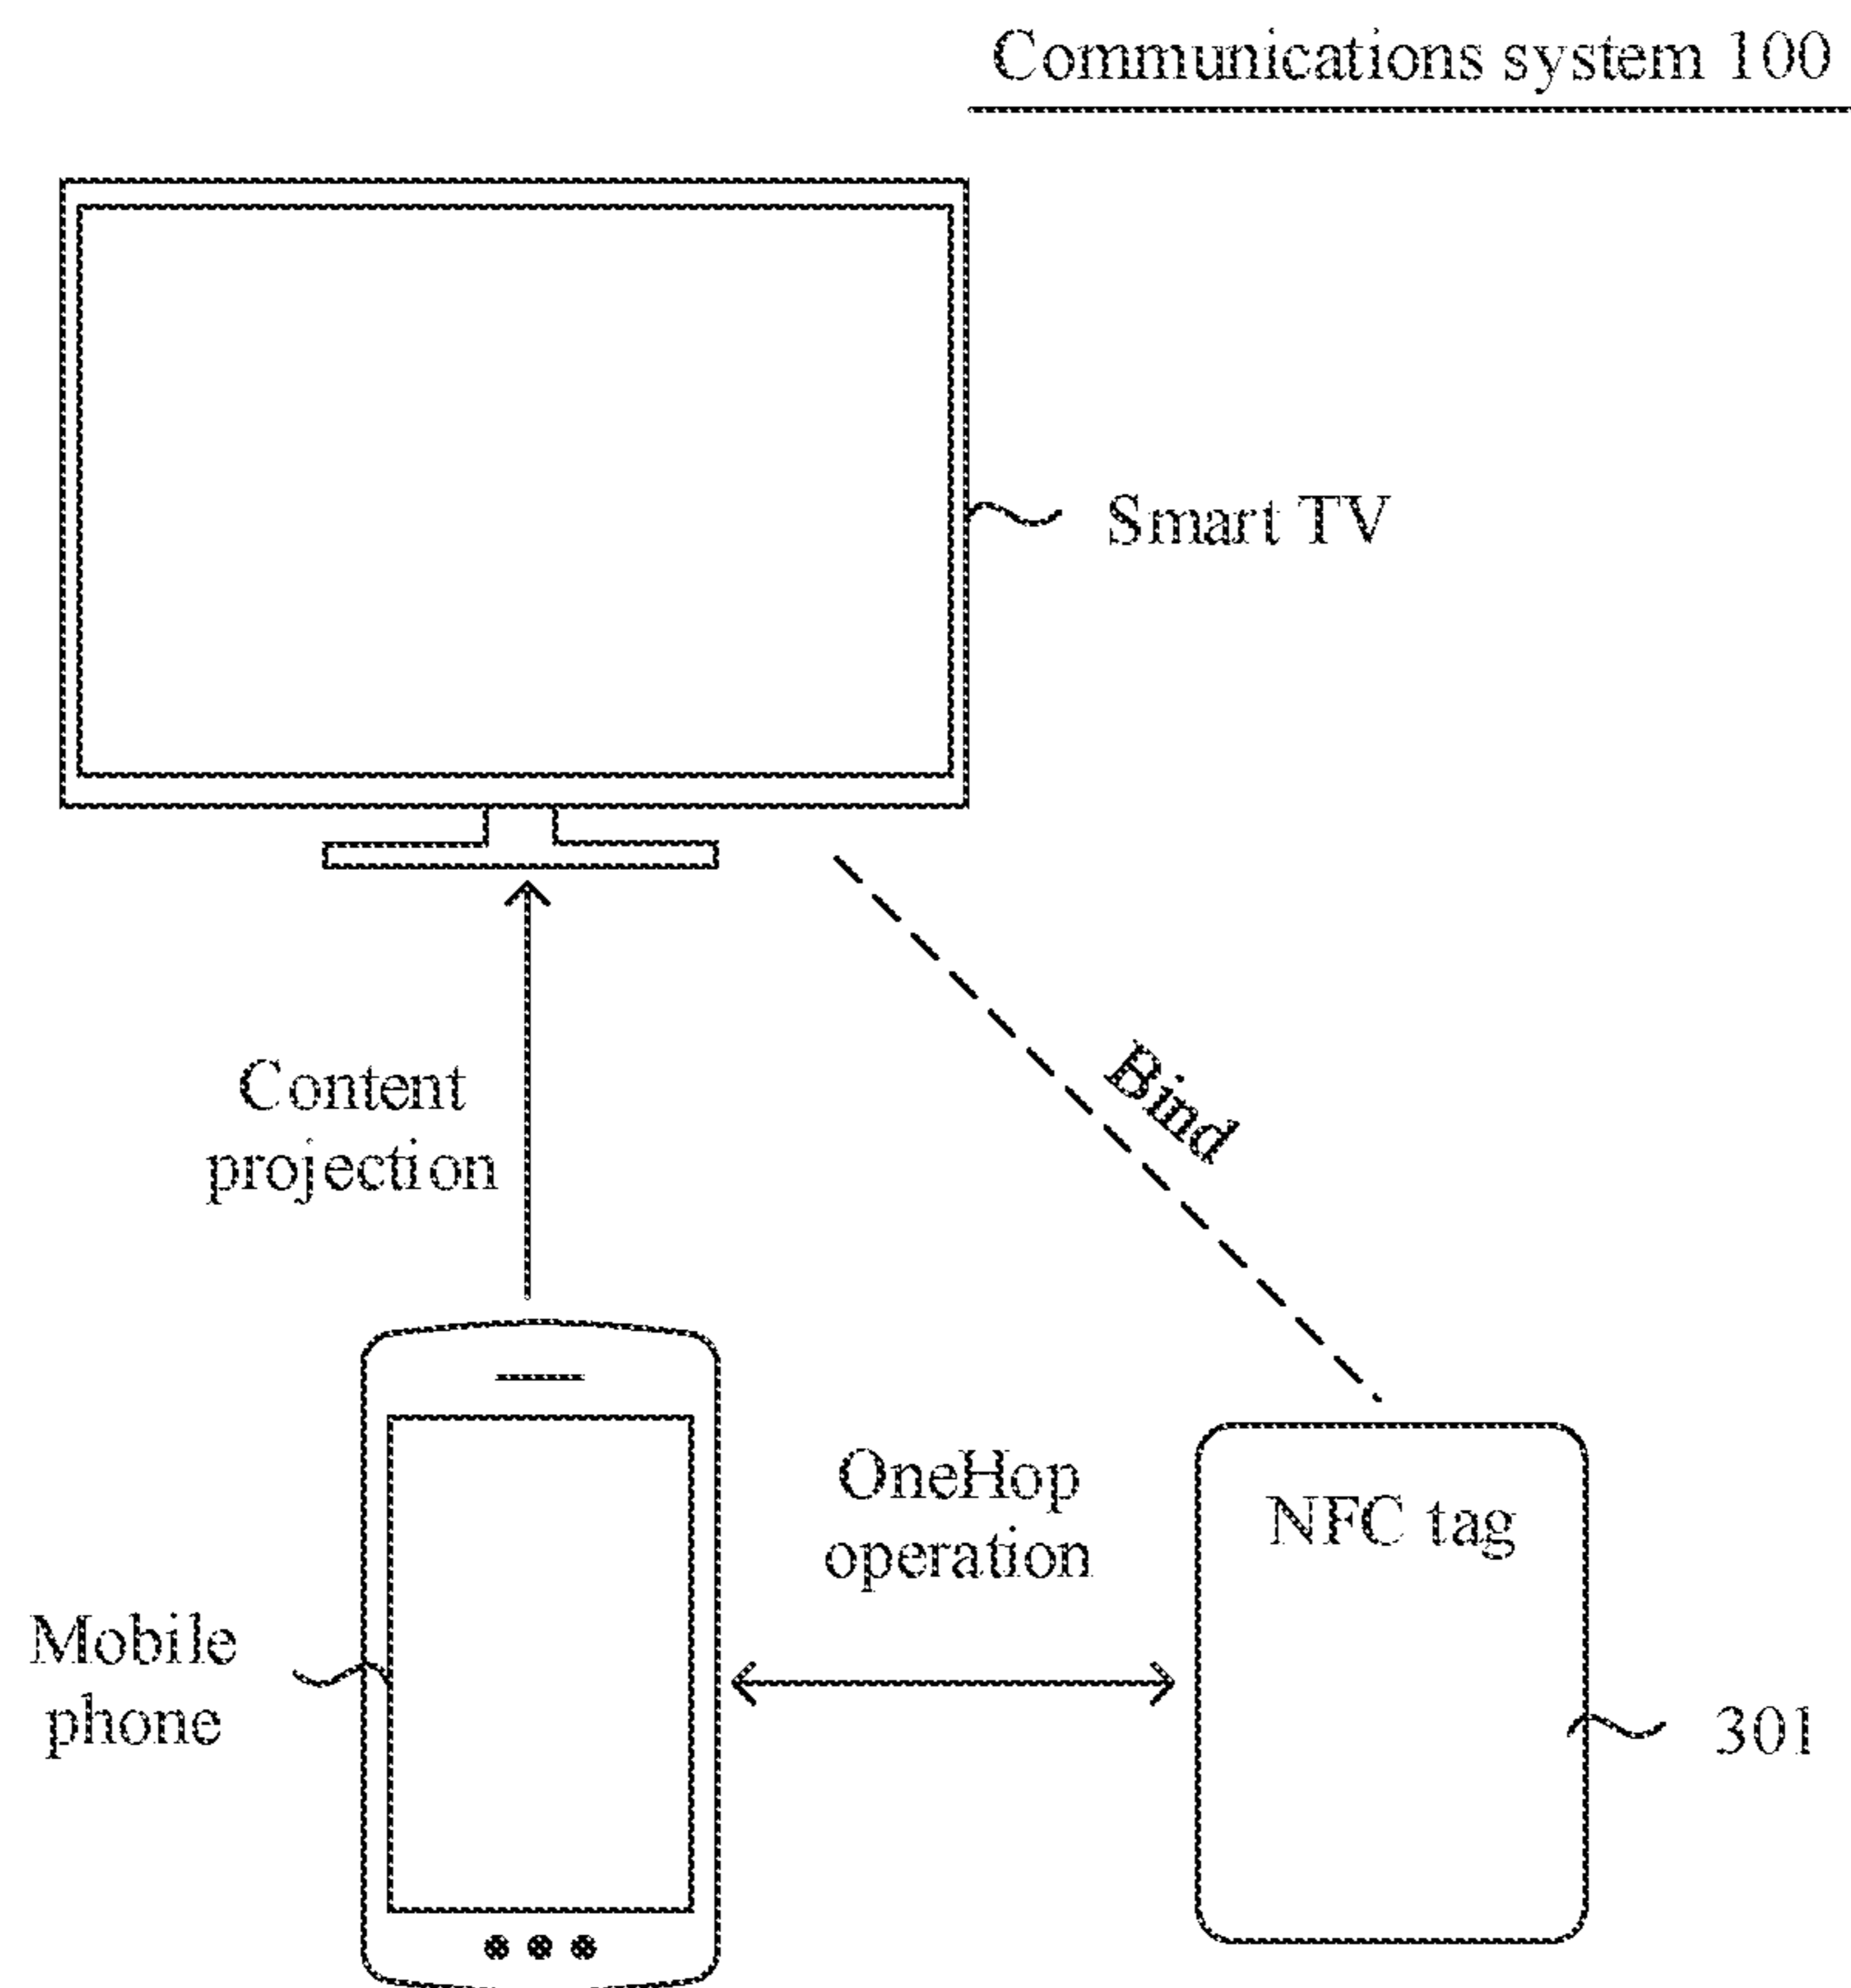 Communications system 100
Smart TV
Content
projection
Bind
OneHop
operation
NFC tag
Mobile
phone
301